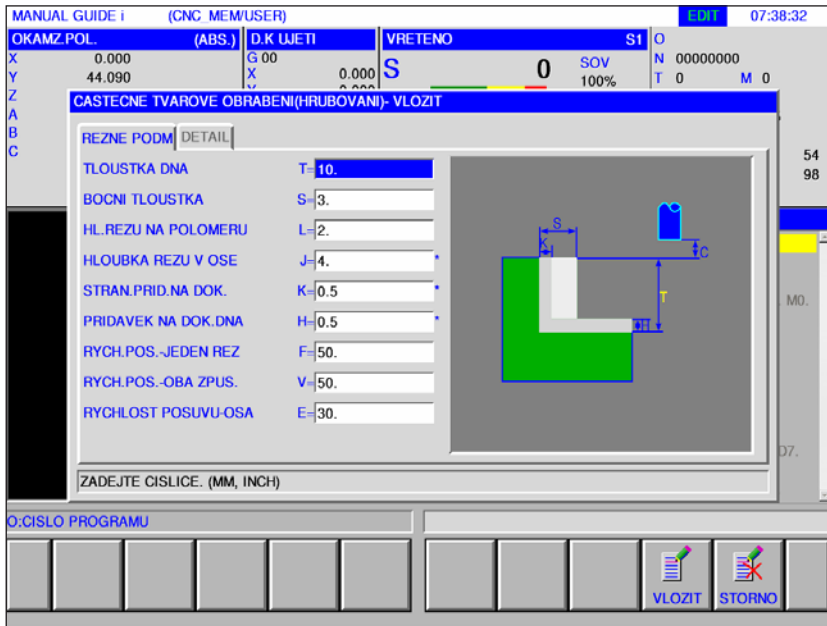 MANUAL GUIDE i (CNC_MEM/USER) EDIT 07:38:32
OKAMZ.POL. (ABS.) D.K UJETI VRETENO S1 O
X 0.000 G 00 S 0 SOV 100% N 00000000
Y 44.090 X 0.000 T 0 M 0
Z
A
B
C
54
98
CASTECNE TVAROVE OBRABENI(HRUBOVANI)- VLOZIT
REZNE PODM DETAIL
TLOUSTKA DNA T= 10.
BOCNI TLOUSTKA S= 3.
HL.REZU NA POLOMERU L= 2.
HLOUBKA REZU V OSE J= 4. *
STRAN.PRID.NA DOK. K= 0.5 *
PRIDAVEK NA DOK.DNA H= 0.5 *
RYCH.POS.-JEDEN REZ F= 50.
RYCH.POS.-OBA ZPUS. V= 50.
RYCHLOST POSUVU-OSA E= 30.
S
K
C
T
H
M0.
D7.
ZADEJTE CISLICE. (MM, INCH)
O:CISLO PROGRAMU
VLOZIT STORNO